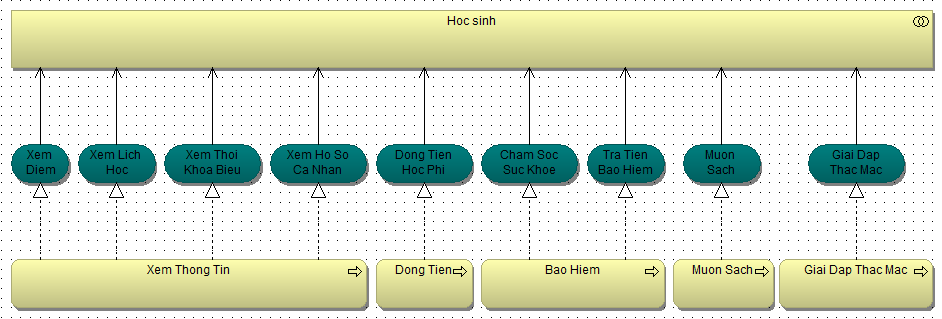 Hoc sinh
Xem
Diem
Xem Lich
Hoc
Xem Thoi
Khoa Bieu
Xem Ho So
Ca Nhan
Dong Tien
Hoc Phi
Cham Soc
Suc Khoe
Tra Tien
Bao Hiem
Muon
Sach
Giai Dap
Thac Mac
Xem Thong Tin
Dong Tien
Bao Hiem
Muon Sach
Giai Dap Thac Mac